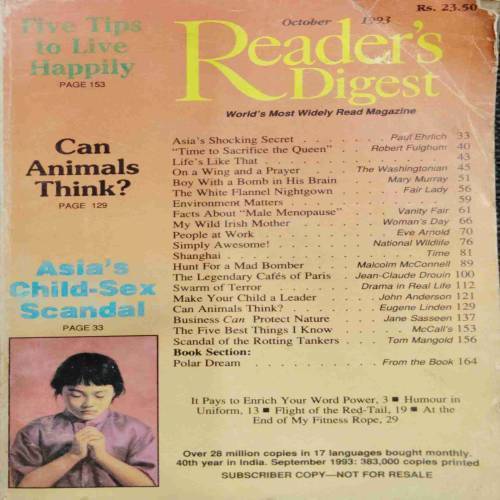 Rs. 23.50
October 1993
Reader's
Digest
World's Most Widely Read Magazine
Five Tips
to Live
Happily
PAGE 153
Can
Animals
Think?
PAGE 129
Asia's
Child-Sex
Scandal
PAGE 33
Asia's Shocking Secret . . . . . . . Paul Ehrlich 33
"Time to Sacrifice the Queen" . . . Robert Fulghum 40
Life's Like That . . . . . . . . . . . . 43
On a Wing and a Prayer . . . The Washingtonian 45
Boy With a Bomb in His Brain . . . Mary Murray 51
The White Flannel Nightgown . . . Fair Lady 56
Environment Matters . . . . . . . . . . . 59
Facts About "Male Menopause" . . . Vanity Fair 61
My Wild Irish Mother . . . . . . Woman's Day 66
People at Work . . . . . . . . . Eve Arnold 70
Simply Awesome! . . . . . . National Wildlife 76
Shanghai . . . . . . . . . . . . . Time 81
Hunt For a Mad Bomber . . . Malcolm McConnell 89
The Legendary Cafés of Paris . . Jean-Claude Drouin 100
Swarm of Terror . . . . . . Drama in Real Life 112
Make Your Child a Leader . . . . John Anderson 121
Can Animals Think? . . . . . . Eugene Linden 129
Business Can Protect Nature . . . Jane Sasseen 137
The Five Best Things I Know . . . . McCall's 153
Scandal of the Rotting Tankers . . . Tom Mangold 156
Book Section:
Polar Dream . . . . . . . . From the Book 164
It Pays to Enrich Your Word Power, 3 ■ Humour in
Uniform, 13 ■ Flight of the Red-Tail, 19 ■ At the
End of My Fitness Rope, 29
Over 28 million copies in 17 languages bought monthly.
40th year in India. September 1993: 383,000 copies printed
SUBSCRIBER COPY—NOT FOR RESALE